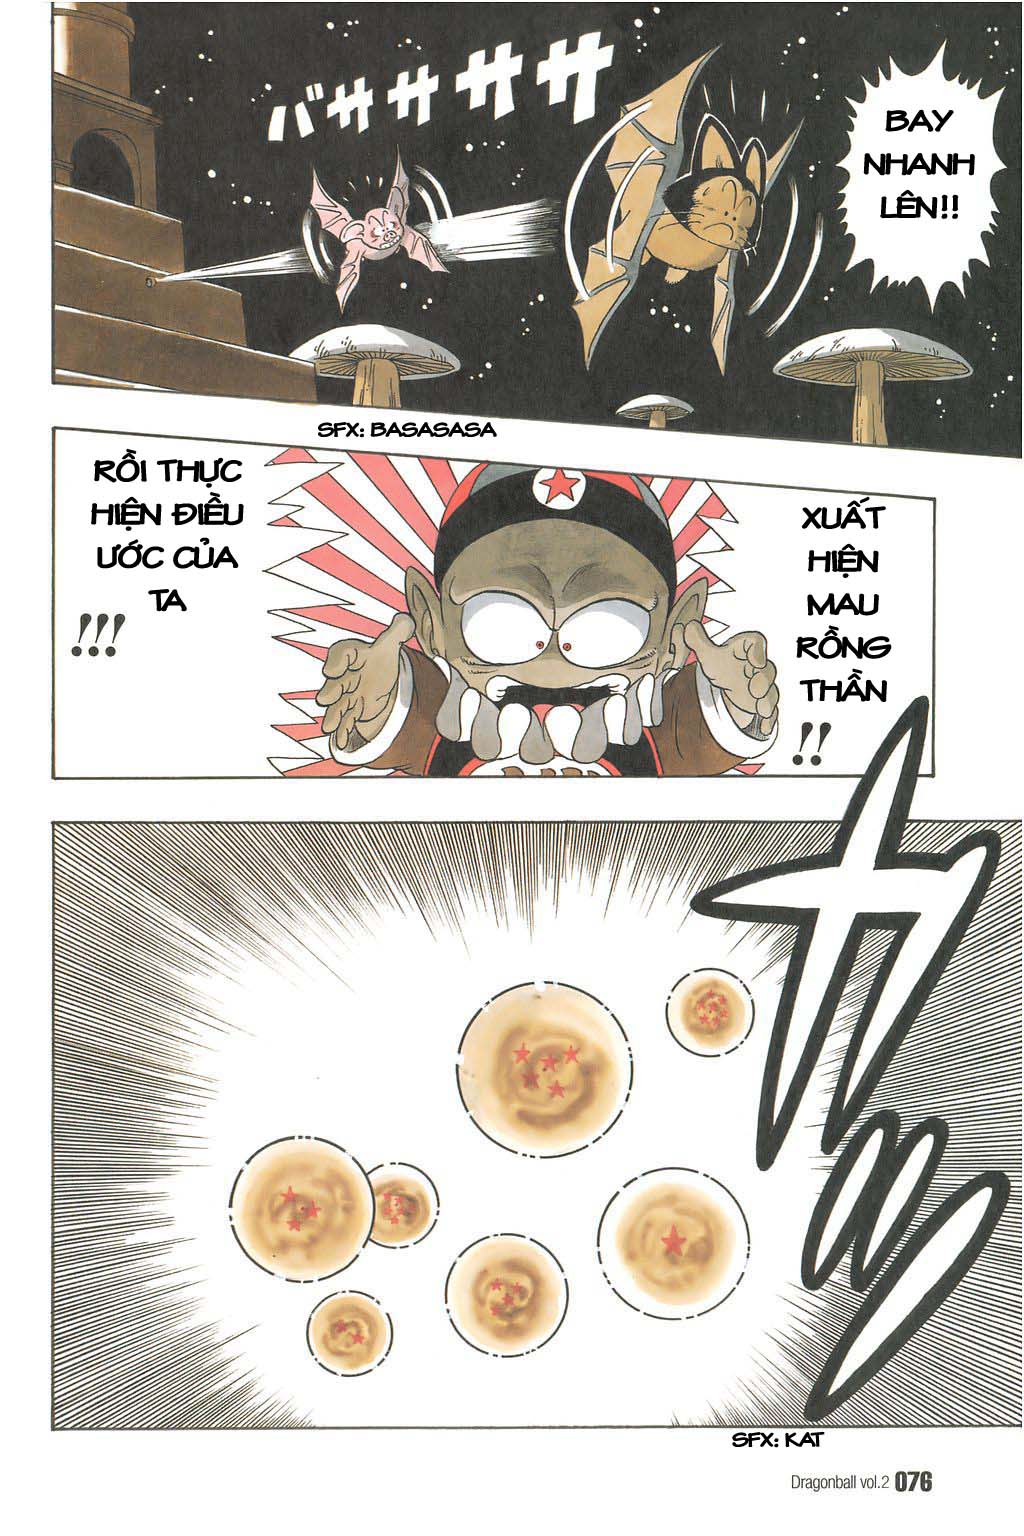 BAY
NHANH
LÊN!!
バササササ
SFX: BASASASA
XUẤT
HIỆN
MAU
RỒNG
THẦN
!!
RỒI THỰC
HIỆN ĐIỀU
ƯỚC CỦA
TA
!!!
カッ
SFX: KAT
Dragonball vol.2 076